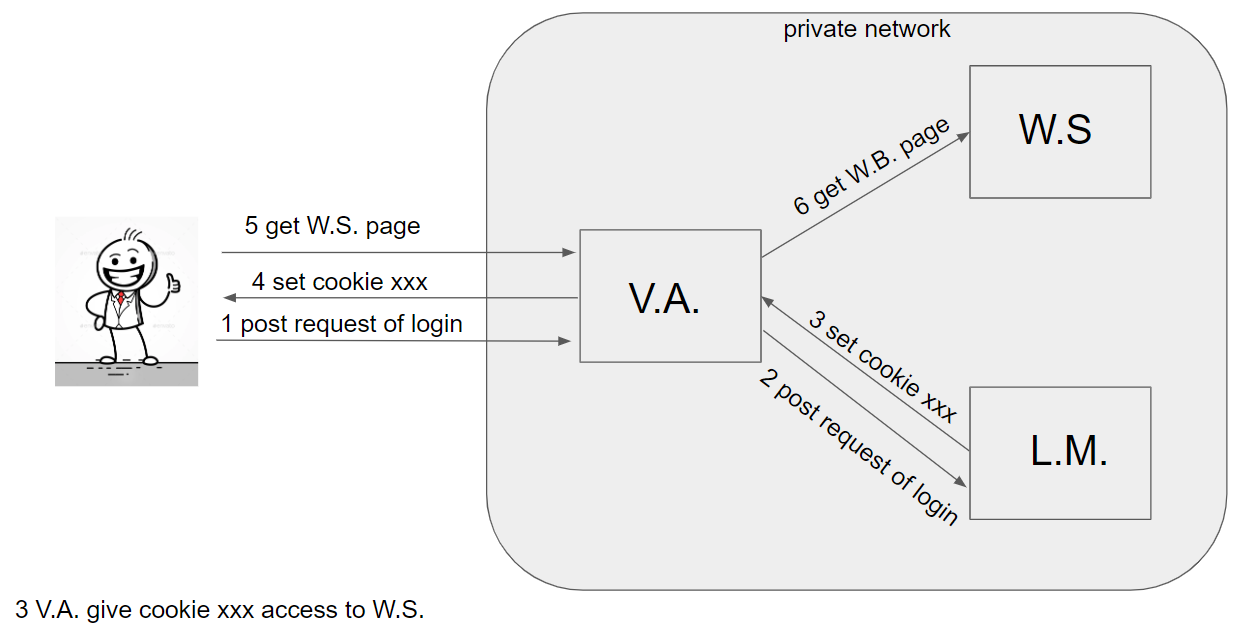 private network
W.S
6 get W.B. page
5 get W.S. page
V.A.
4 set cookie xxx
1 post request of login
3 set cookie xxx
2 post request of login
L.M.
3 V.A. give cookie xxx access to W.S.